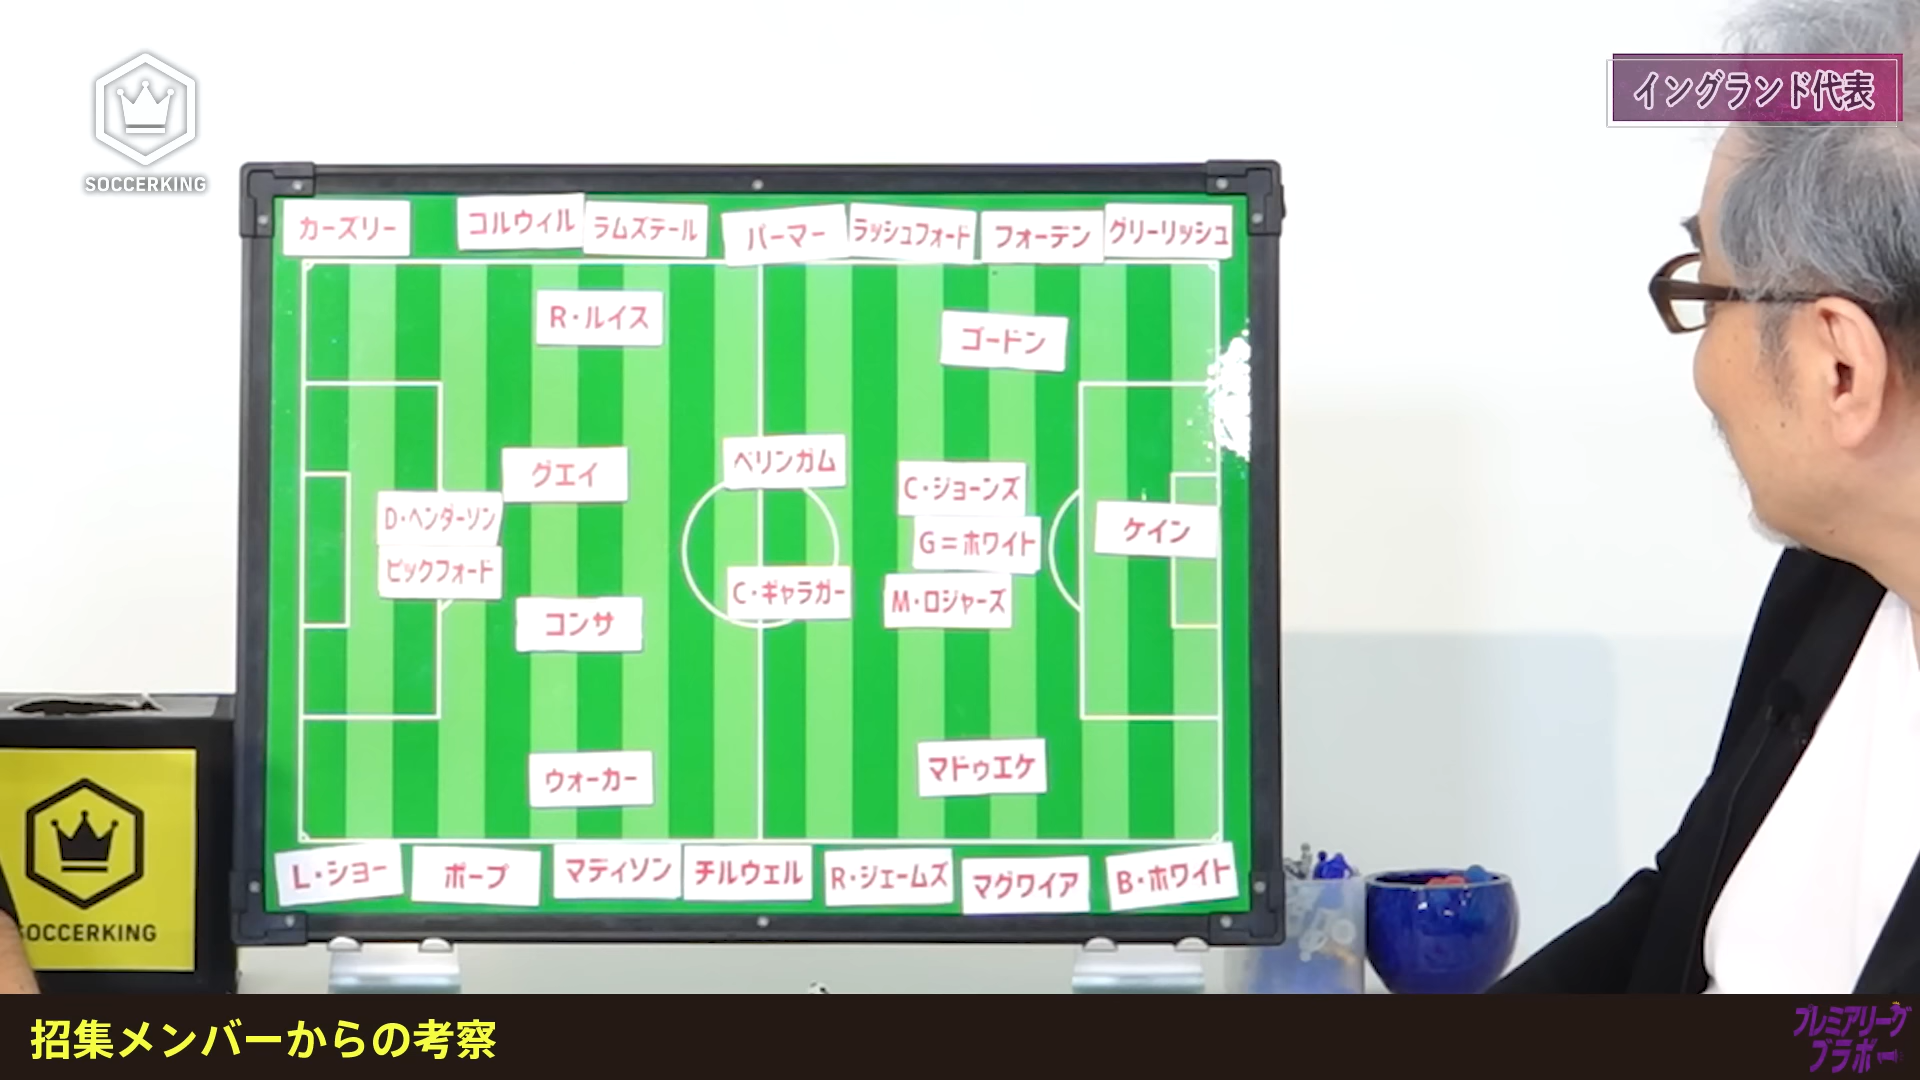 イングランド代表
SOCCERKING
カーズリー
コルウィル
ラムズテール
パーマー
ラッシュフォード
フォーデン
グリーリッシュ
R・ルイス
ゴードン
グエイ
ベリンガム
C・ジョーンズ
D・ヘンダーソン
G=ホワイト
ケイン
ピックフォード
C・ギャラガー
M・ロジャーズ
コンサ
ウォーカー
マドゥエケ
L・ショー
ポープ
マディソン
チルウェル
R・ジェームズ
マグワイア
B・ホワイト
SOCCERKING
招集メンバーからの考察
プレミアリーグ
ブラボー